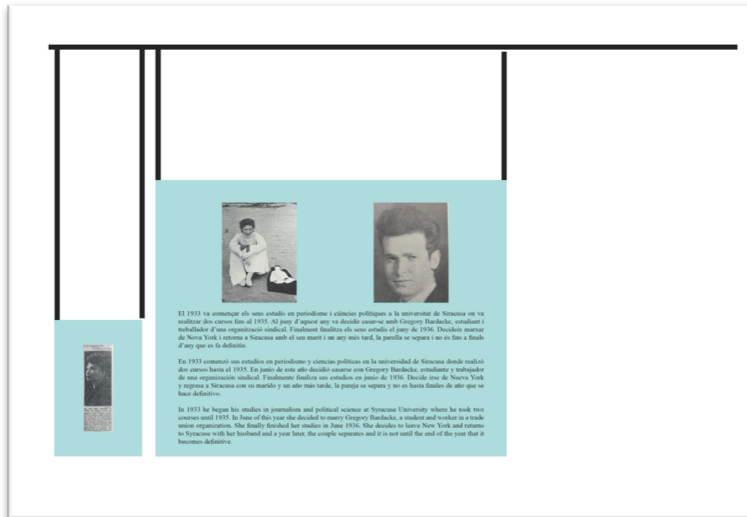 El 1933 va començar els seus estudis en periodisme i ciències polítiques a la universitat de Siracusa on va
realitzar dos cursos fins al 1935. Al juny d'aquest any va decidir casar-se amb Gregory Bardacke, estudiant i
treballador d'una organització sindical. Finalment finalitza els seus estudis el juny de 1936. Decideix marxar
de Nova York i retorna a Siracusa amb el seu marit i un any més tard, la parella se separa i no és fins a finals
d'any que es fa definitiu.
En 1933 comenzó sus estudios en periodismo y ciencias políticas en la universidad de Siracusa donde realizó
dos cursos hasta el 1935. En junio de este año decidió casarse con Gregory Bardacke, estudiante y trabajador
de una organización sindical. Finalmente finaliza sus estudios en junio de 1936. Decide irse de Nueva York
y regresa a Siracusa con su marido y un año más tarde, la pareja se separa y no es hasta finales de año que se
hace definitivo.
In 1933 he began his studies in journalism and political science at Syracuse University where he took two
courses until 1935. In June of this year she decided to marry Gregory Bardacke, a student and worker in a trade
union organization. She finally finished her studies in June 1936. She decides to leave New York and returns
to Syracuse with her husband and a year later, the couple separates and it is not until the end of the year that it
becomes definitive.